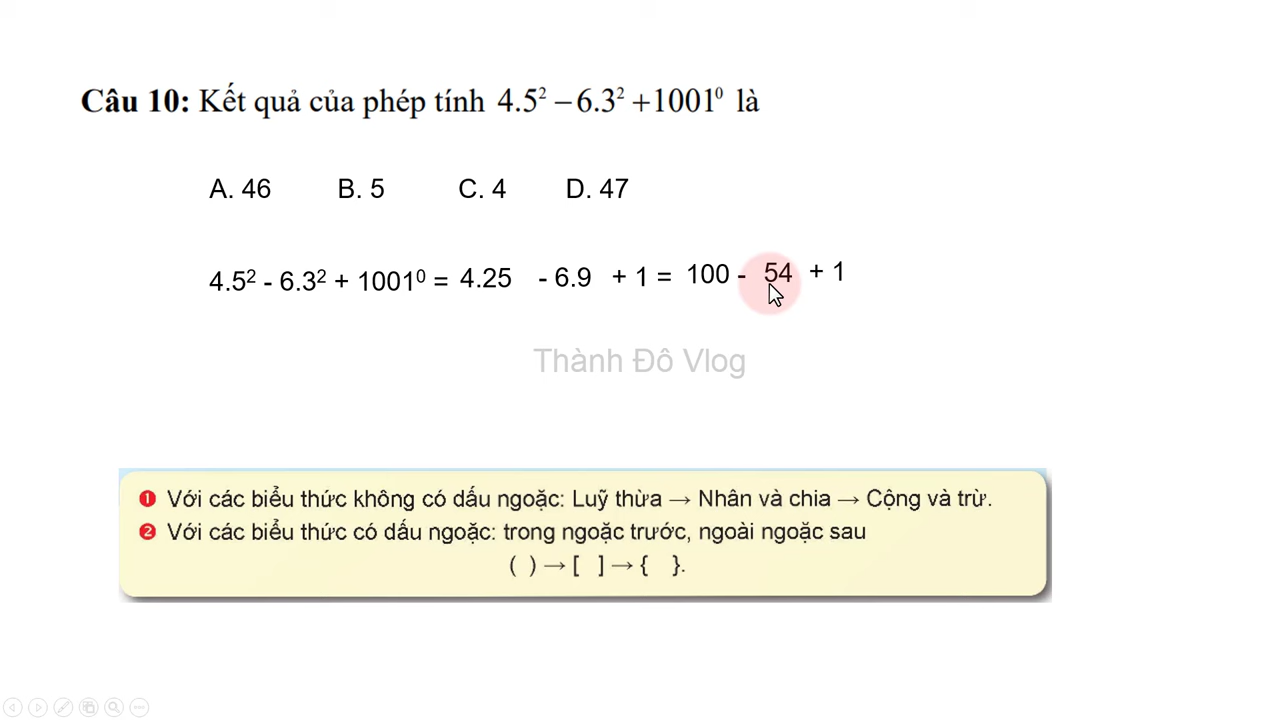 Câu 10: Kết quả của phép tính 4.5² − 6.3² + 1001⁰ là
A. 46 B. 5 C. 4 D. 47
4.5² - 6.3² + 1001⁰ = 4.25 - 6.9 + 1 = 100 - 54 + 1
Thành Đô Vlog
❶ Với các biểu thức không có dấu ngoặc: Luỹ thừa → Nhân và chia → Cộng và trừ.
❷ Với các biểu thức có dấu ngoặc: trong ngoặc trước, ngoài ngoặc sau
( ) → [ ] → { }.